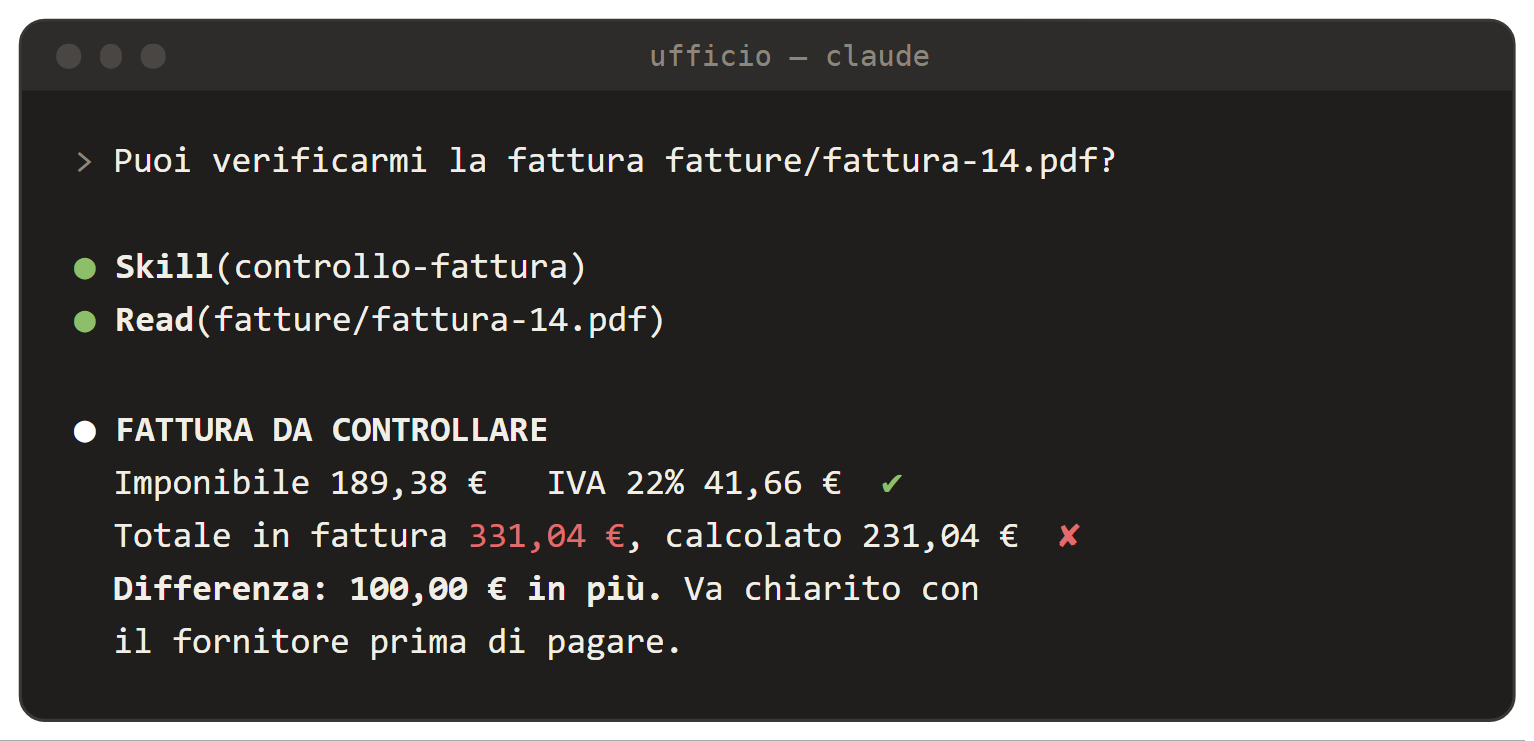 ufficio — claude
> Puoi verificarmi la fattura fatture/fattura-14.pdf?
● Skill(controllo-fattura)
● Read(fatture/fattura-14.pdf)
● FATTURA DA CONTROLLARE
Imponibile 189,38 €   IVA 22% 41,66 €  ✔
Totale in fattura 331,04 €, calcolato 231,04 €  ✘
Differenza: 100,00 € in più. Va chiarito con
il fornitore prima di pagare.